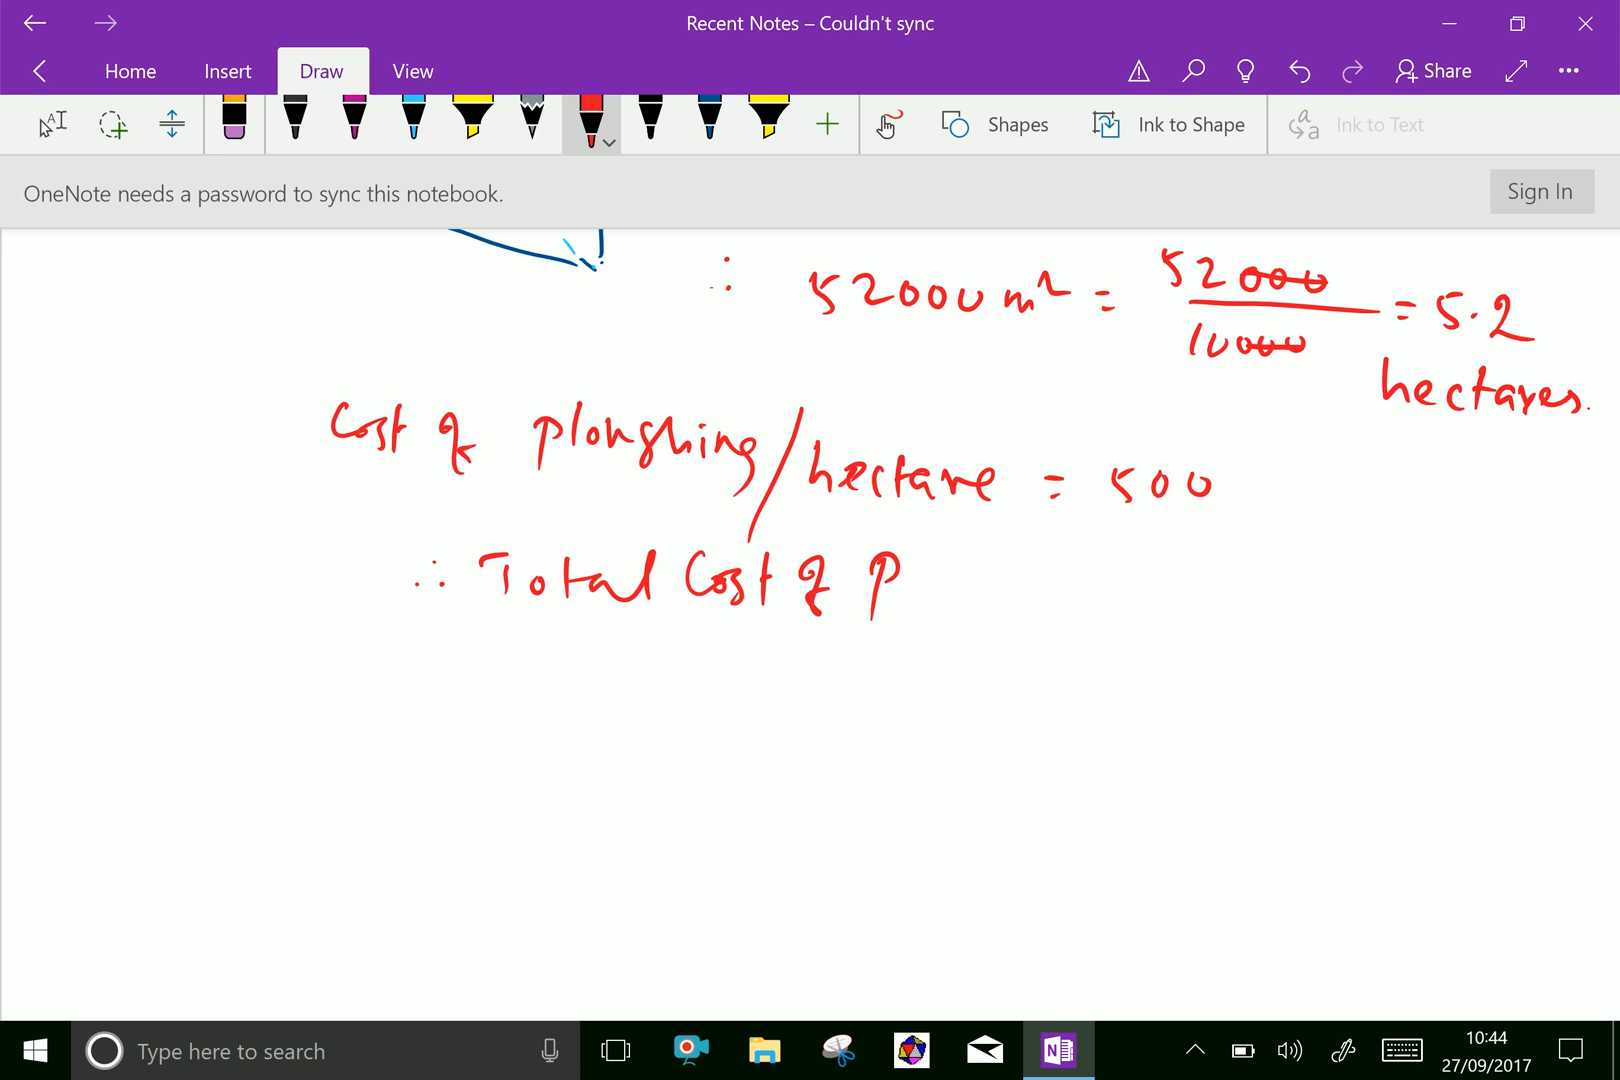 Recent Notes – Couldn't sync
Home Insert Draw View Share
Shapes Ink to Shape Ink to Text
OneNote needs a password to sync this notebook. Sign In
∴ 52000 m² = 52000/10000 = 5.2
hectares.
Cost of ploughing/hectare = 500
∴ Total Cost of P
Type here to search
10:44
27/09/2017